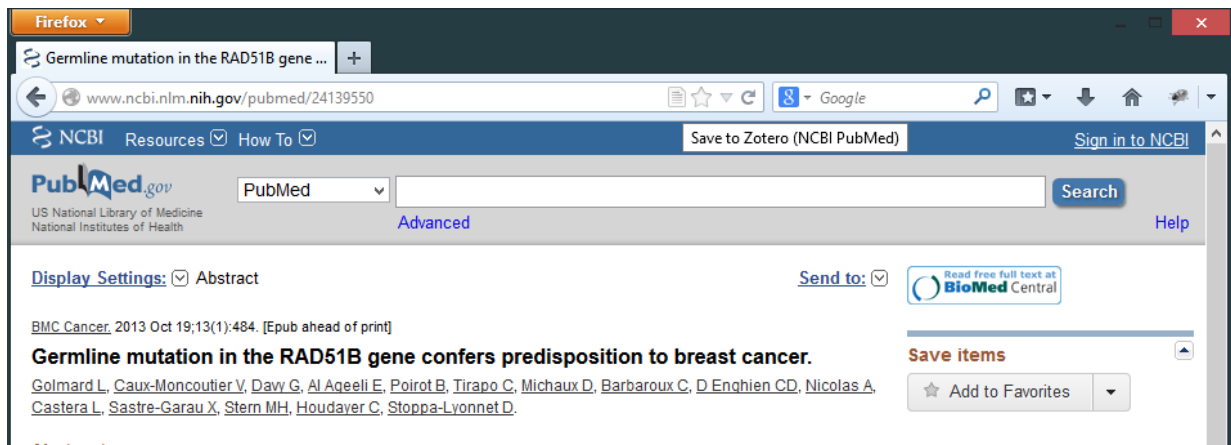 Firefox
Germline mutation in the RAD51B gene ...
www.ncbi.nlm.nih.gov/pubmed/24139550
8 Google
NCBI Resources How To
Save to Zotero (NCBI PubMed)
Sign in to NCBI
PubMed.gov
US National Library of Medicine
National Institutes of Health
PubMed
Search
Advanced
Help
Display Settings: Abstract
Send to:
Read free full text at
BioMed Central
BMC Cancer. 2013 Oct 19;13(1):484. [Epub ahead of print]
Germline mutation in the RAD51B gene confers predisposition to breast cancer.
Golmard L, Caux-Moncoutier V, Davy G, Al Ageeli E, Poirot B, Tirapo C, Michaux D, Barbaroux C, D Enghien CD, Nicolas A,
Castera L, Sastre-Garau X, Stern MH, Houdayer C, Stoppa-Lyonnet D.
Save items
Add to Favorites